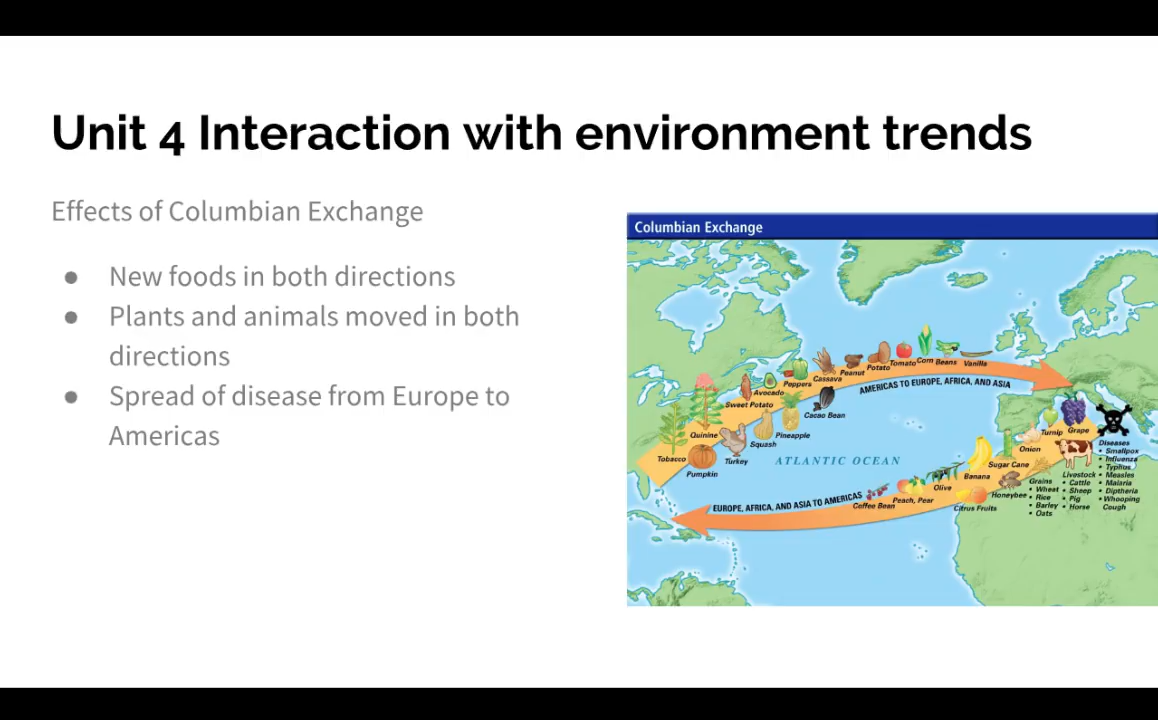 Unit 4 Interaction with environment trends
Effects of Columbian Exchange
● New foods in both directions
● Plants and animals moved in both
directions
● Spread of disease from Europe to
Americas
Columbian Exchange
AMERICAS TO EUROPE, AFRICA, AND ASIA
Quinine
Sweet Potato
Avocado
Peppers
Cassava
Peanut
Potato
Tomato
Corn
Beans
Vanilla
Tobacco
Pumpkin
Turkey
Squash
Pineapple
Cacao Bean
ATLANTIC OCEAN
EUROPE, AFRICA, AND ASIA TO AMERICAS
Coffee Bean
Peach, Pear
Olive
Banana
Citrus Fruits
Sugar Cane
Honeybee
Onion
Turnip
Grape
Grains
• Wheat
• Rice
• Barley
• Oats
Livestock
• Cattle
• Sheep
• Pig
• Horse
Diseases
• Smallpox
• Influenza
• Typhus
• Measles
• Malaria
• Diptheria
• Whooping
Cough